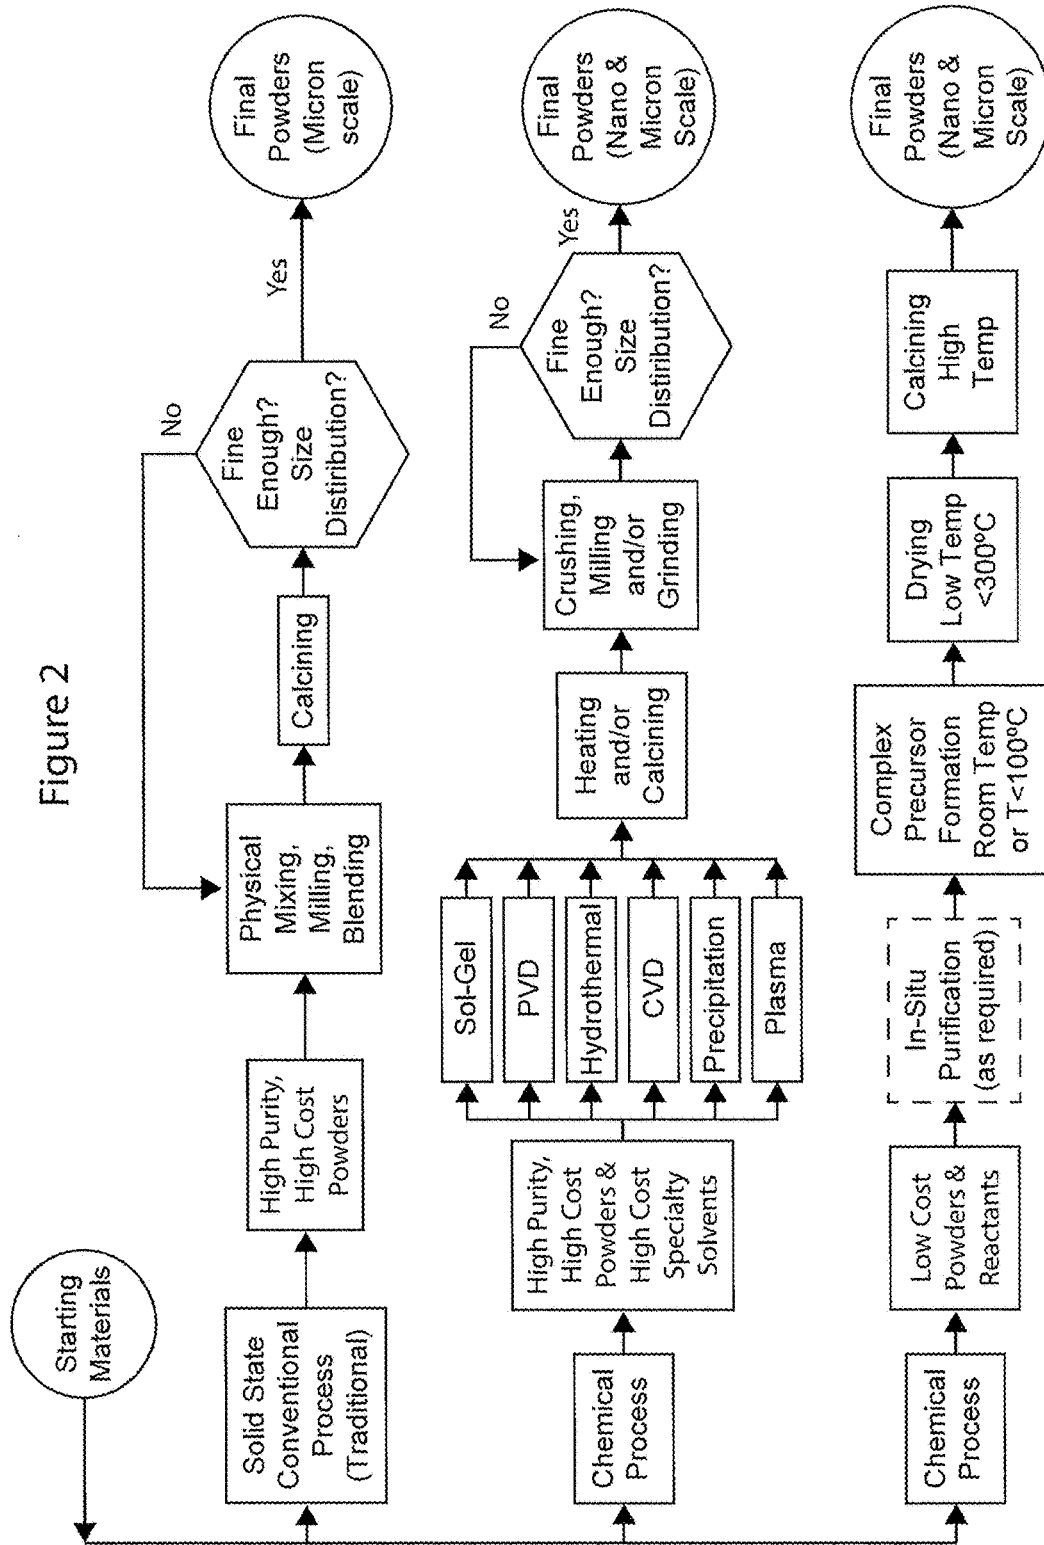 Figure 2
Starting
Materials
Solid State
Conventional
Process
(Traditional)
High Purity,
High Cost
Powders
Physical
Mixing,
Milling,
Blending
Calcining
Fine
Enough?
Size
Distiribution?
No
Yes
Final
Powders
(Micron
scale)
Chemical
Process
High Purity,
High Cost
Powders &
High Cost
Specialty
Solvents
Sol-Gel
PVD
Hydrothermal
CVD
Precipitation
Plasma
Heating
and/or
Calcining
Crushing,
Milling
and/or
Grinding
Fine
Enough?
Size
Distiribution?
No
Yes
Final
Powders
(Nano &
Micron
Scale)
Chemical
Process
Low Cost
Powders &
Reactants
In-Situ
Purification
(as required)
Complex
Precursor
Formation
Room Temp
or T<100ºC
Drying
Low Temp
<300ºC
Calcining
High
Temp
Final
Powders
(Nano &
Micron
Scale)